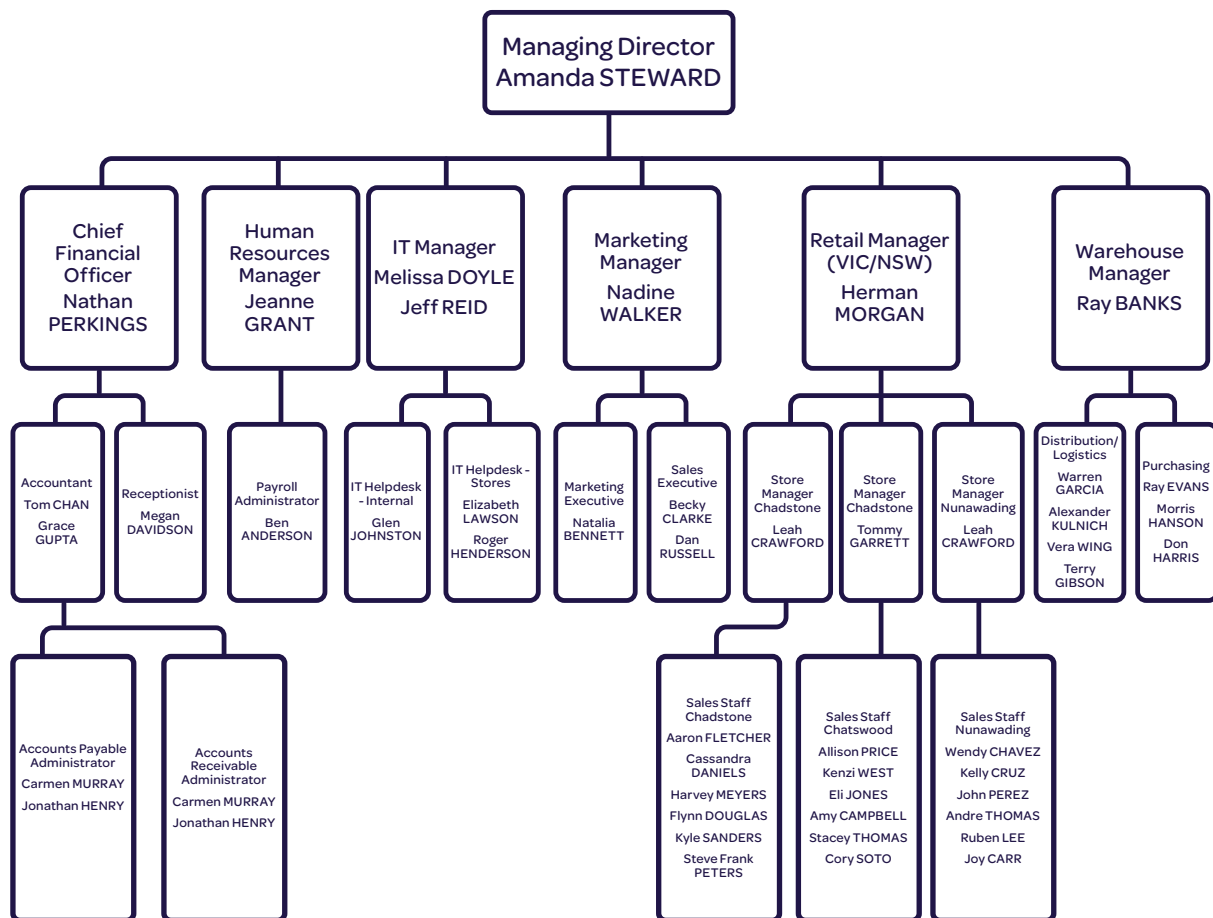 Managing Director
Amanda STEWARD
Chief
Financial
Officer
Nathan
PERKINGS
Human
Resources
Manager
Jeanne
GRANT
IT Manager
Melissa DOYLE
Jeff REID
Marketing
Manager
Nadine
WALKER
Retail Manager
(VIC/NSW)
Herman
MORGAN
Warehouse
Manager
Ray BANKS
Accountant
Tom CHAN
Grace
GUPTA
Receptionist
Megan
DAVIDSON
Payroll
Administrator
Ben
ANDERSON
IT Helpdesk
- Internal
Glen
JOHNSTON
IT Helpdesk -
Stores
Elizabeth
LAWSON
Roger
HENDERSON
Marketing
Executive
Natalia
BENNETT
Sales
Executive
Becky
CLARKE
Dan
RUSSELL
Store
Manager
Chadstone
Leah
CRAWFORD
Store
Manager
Chadstone
Tommy
GARRETT
Store
Manager
Nunawading
Leah
CRAWFORD
Distribution/
Logistics
Warren
GARCIA
Alexander
KULNICH
Vera WING
Terry
GIBSON
Purchasing
Ray EVANS
Morris
HANSON
Don
HARRIS
Accounts Payable
Administrator
Carmen MURRAY
Jonathan HENRY
Accounts
Receivable
Administrator
Carmen MURRAY
Jonathan HENRY
Sales Staff
Chadstone
Aaron FLETCHER
Cassandra
DANIELS
Harvey MEYERS
Flynn DOUGLAS
Kyle SANDERS
Steve Frank
PETERS
Sales Staff
Chatswood
Allison PRICE
Kenzi WEST
Eli JONES
Amy CAMPBELL
Stacey THOMAS
Cory SOTO
Sales Staff
Nunawading
Wendy CHAVEZ
Kelly CRUZ
John PEREZ
Andre THOMAS
Ruben LEE
Joy CARR